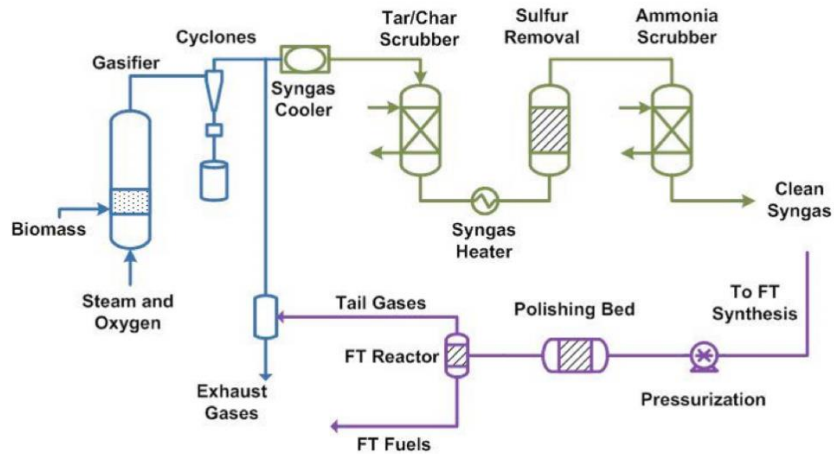 Tar/Char
Scrubber
Sulfur
Removal
Ammonia
Scrubber
Cyclones
Gasifier
Syngas
Cooler
Biomass
Steam and
Oxygen
Syngas
Heater
Clean
Syngas
Tail Gases
Polishing Bed
To FT
Synthesis
FT Reactor
Exhaust
Gases
Pressurization
FT Fuels